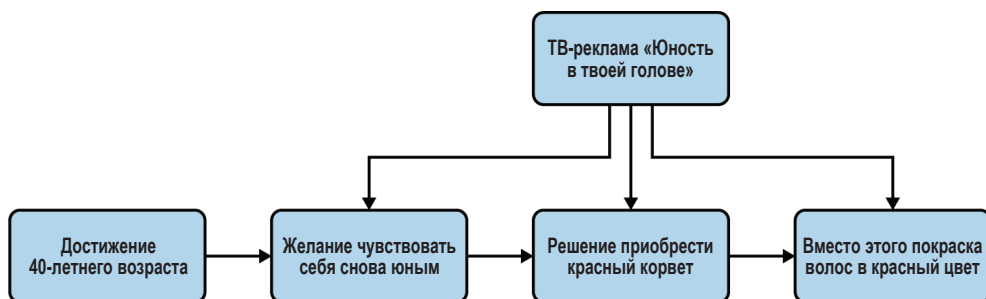 ТВ-реклама «Юность
в твоей голове»
Достижение
40-летнего возраста
Желание чувствовать
себя снова юным
Решение приобрести
красный корвет
Вместо этого покраска
волос в красный цвет